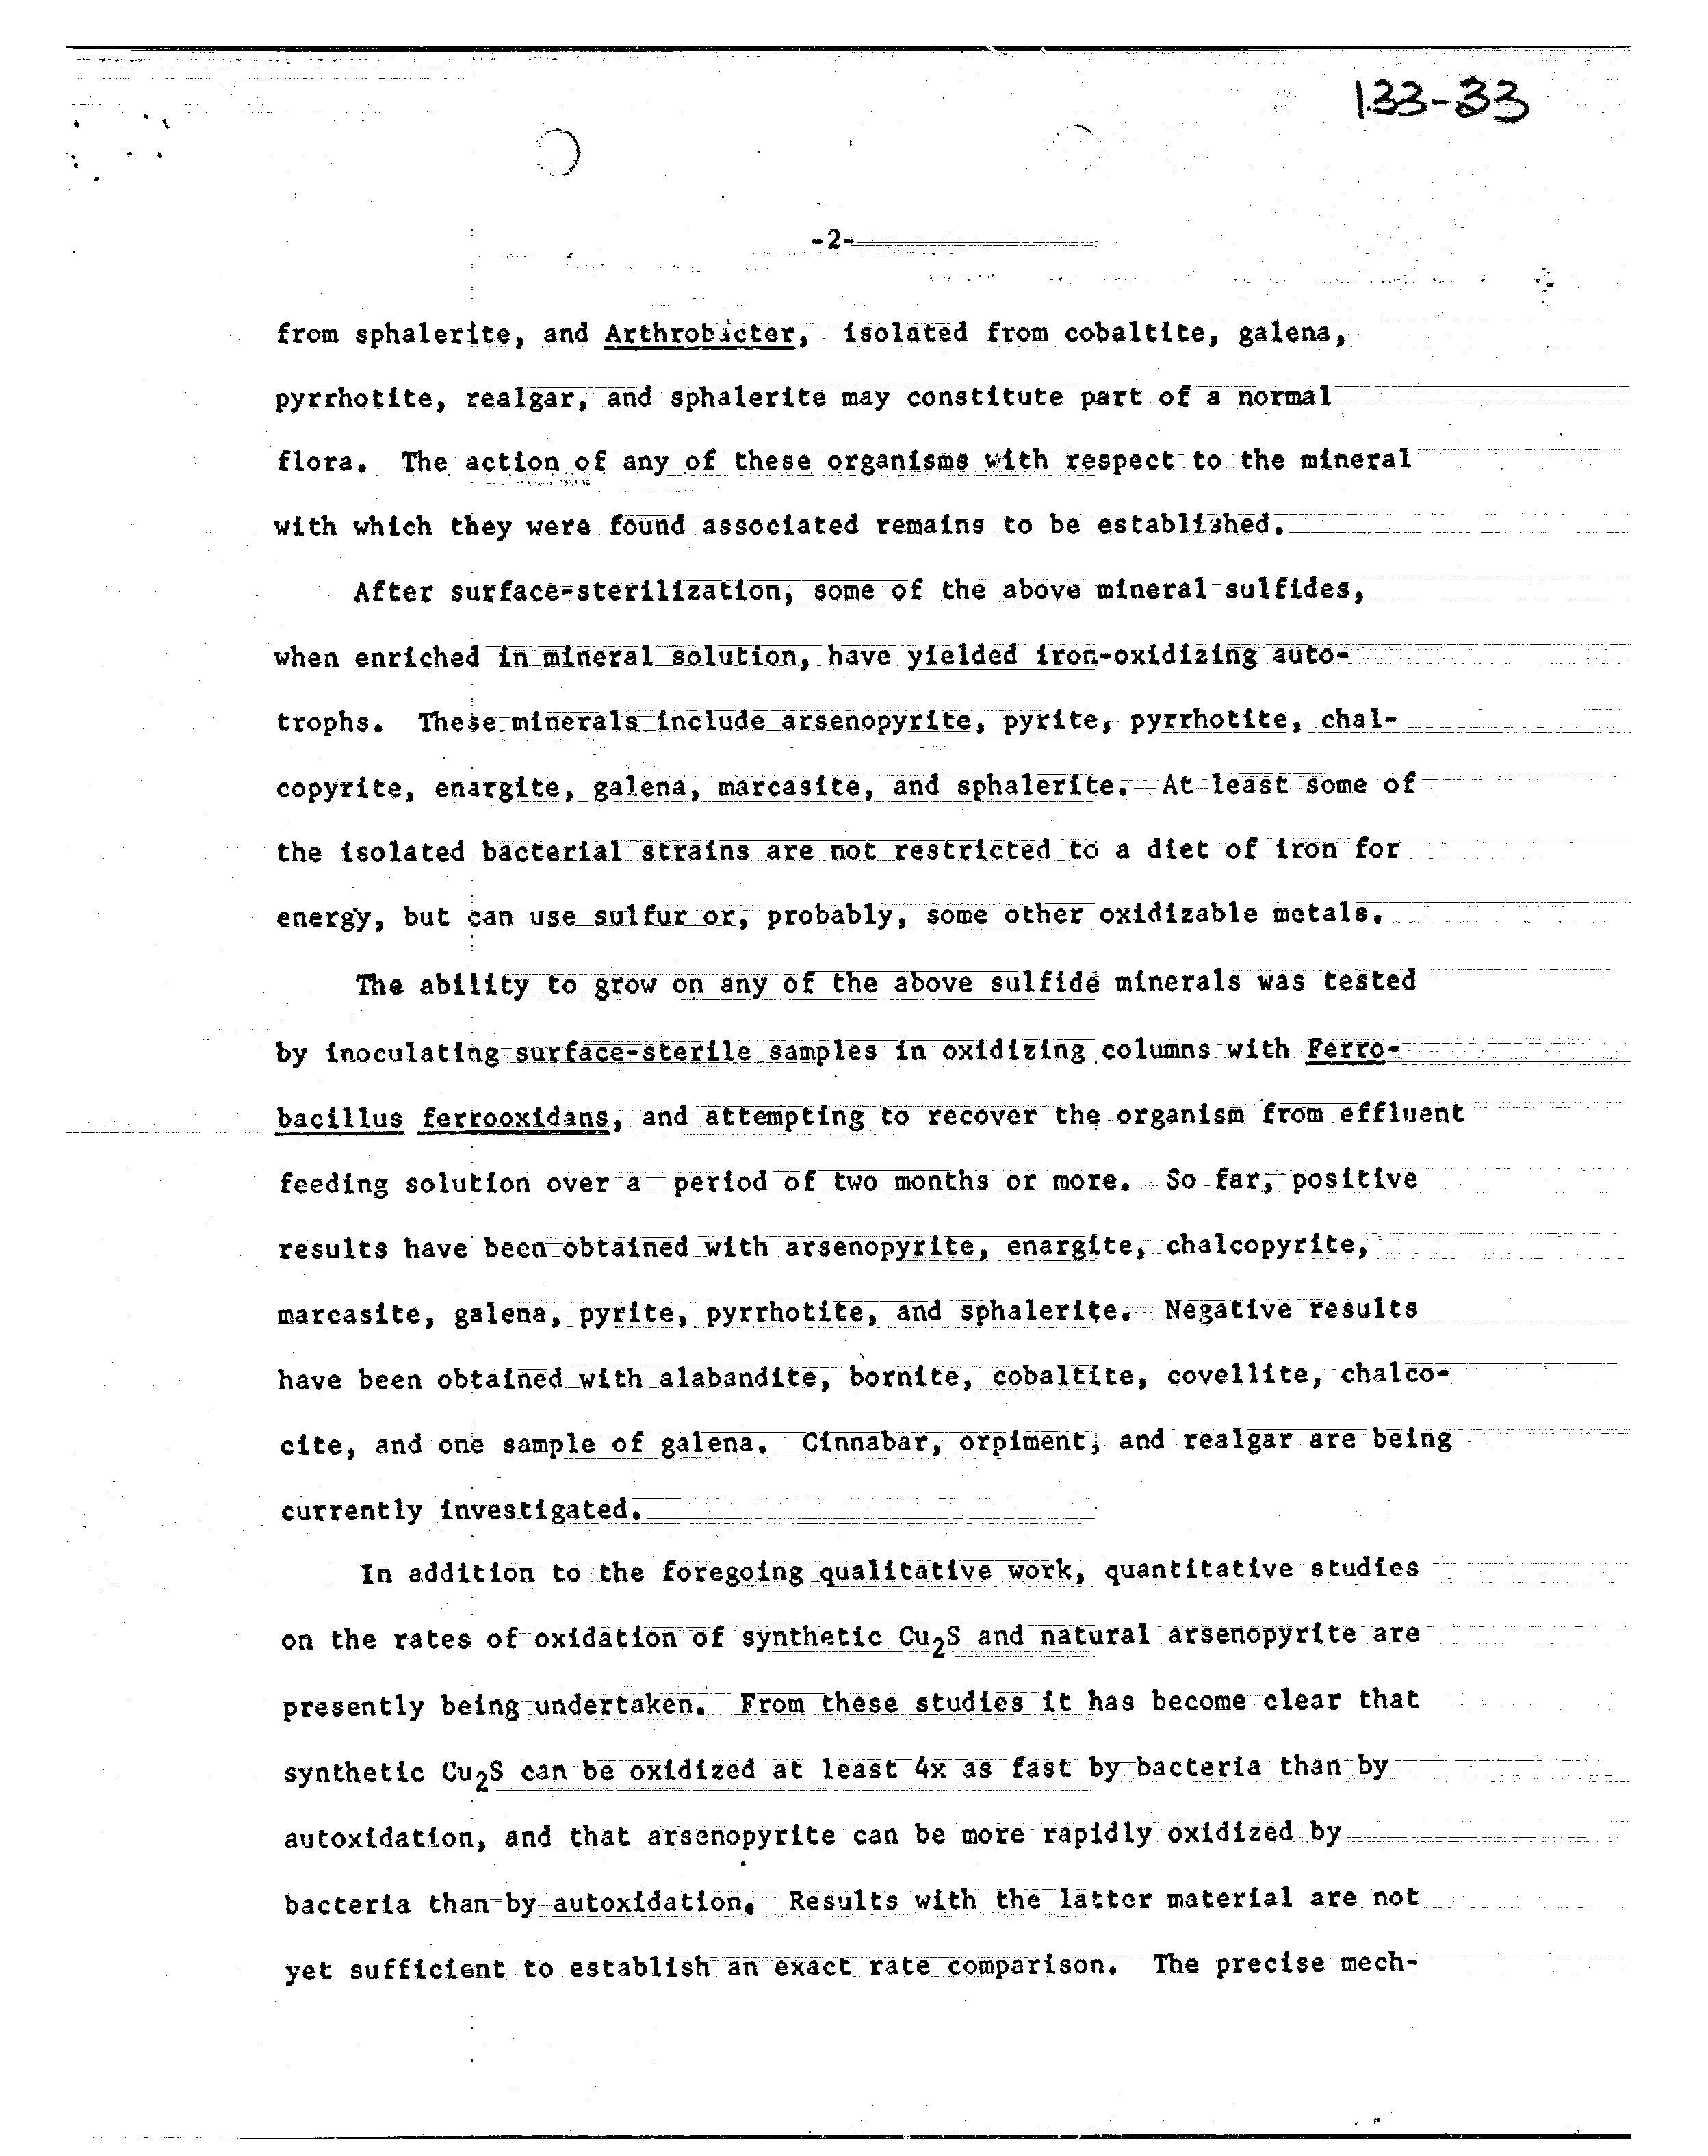 133-33
-2-
from sphalerite, and Arthrobacter, isolated from cobaltite, galena,
pyrrhotite, realgar, and sphalerite may constitute part of a normal
flora. The action of any of these organisms with respect to the mineral
with which they were found associated remains to be established.
After surface-sterilization, some of the above mineral sulfides,
when enriched in mineral solution, have yielded iron-oxidizing auto-
trophs. These minerals include arsenopyrite, pyrite, pyrrhotite, chal-
copyrite, enargite, galena, marcasite, and sphalerite. At least some of
the isolated bacterial strains are not restricted to a diet of iron for
energy, but can use sulfur or, probably, some other oxidizable metals.
The ability to grow on any of the above sulfide minerals was tested
by inoculating surface-sterile samples in oxidizing columns with Ferro-
bacillus ferrooxidans, and attempting to recover the organism from effluent
feeding solution over a period of two months or more. So far, positive
results have been obtained with arsenopyrite, enargite, chalcopyrite,
marcasite, galena, pyrite, pyrrhotite, and sphalerite. Negative results
have been obtained with alabandite, bornite, cobaltite, covellite, chalco-
cite, and one sample of galena. Cinnabar, orpiment, and realgar are being
currently investigated.
In addition to the foregoing qualitative work, quantitative studies
on the rates of oxidation of synthetic Cu₂S and natural arsenopyrite are
presently being undertaken. From these studies it has become clear that
synthetic Cu₂S can be oxidized at least 4x as fast by bacteria than by
autoxidation, and that arsenopyrite can be more rapidly oxidized by
bacteria than by autoxidation. Results with the latter material are not
yet sufficient to establish an exact rate comparison. The precise mech-